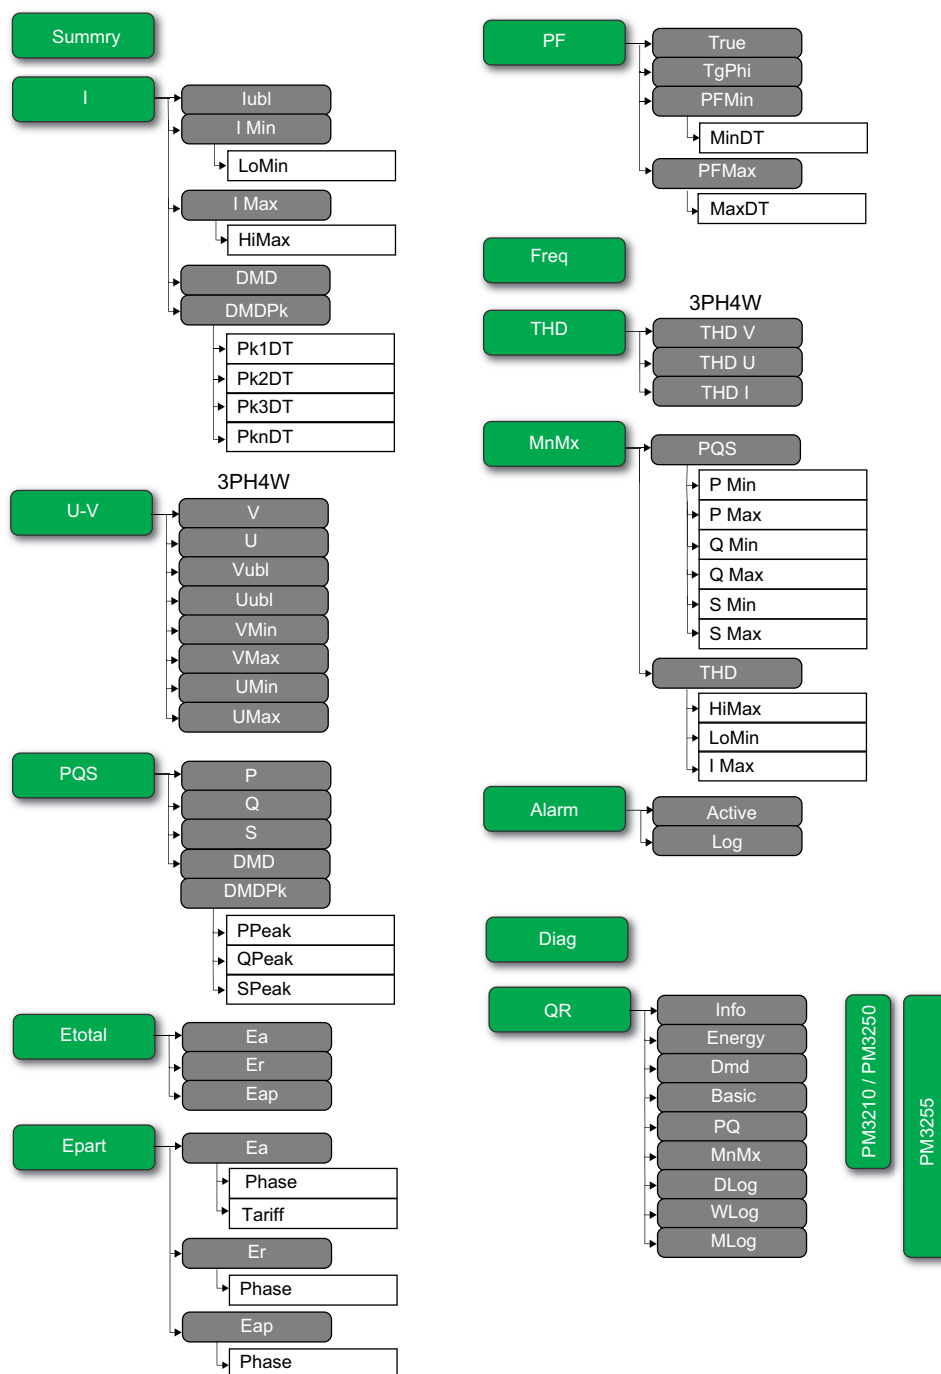 Summry
I
Iubl
I Min
LoMin
I Max
HiMax
DMD
DMDPk
Pk1DT
Pk2DT
Pk3DT
PknDT
3PH4W
U-V
V
U
Vubl
Uubl
VMin
VMax
UMin
UMax
PQS
P
Q
S
DMD
DMDPk
PPeak
QPeak
SPeak
Etotal
Ea
Er
Eap
Epart
Ea
Phase
Tariff
Er
Phase
Eap
Phase
PF
True
TgPhi
PFMin
MinDT
PFMax
MaxDT
Freq
3PH4W
THD
THD V
THD U
THD I
MnMx
PQS
P Min
P Max
Q Min
Q Max
S Min
S Max
THD
HiMax
LoMin
I Max
Alarm
Active
Log
Diag
QR
Info
Energy
Dmd
Basic
PQ
MnMx
DLog
WLog
MLog
PM3210 / PM3250
PM3255